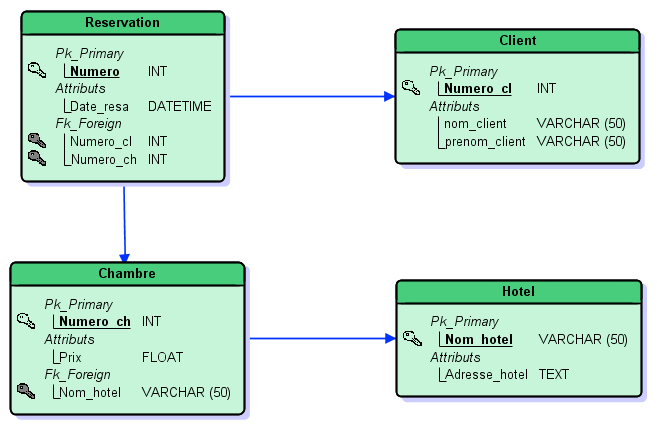 Reservation
Pk_Primary
Numero INT
Attributs
Date_resa DATETIME
Fk_Foreign
Numero_cl INT
Numero_ch INT
Client
Pk_Primary
Numero_cl INT
Attributs
nom_client VARCHAR (50)
prenom_client VARCHAR (50)
Chambre
Pk_Primary
Numero_ch INT
Attributs
Prix FLOAT
Fk_Foreign
Nom_hotel VARCHAR (50)
Hotel
Pk_Primary
Nom_hotel VARCHAR (50)
Attributs
Adresse_hotel TEXT